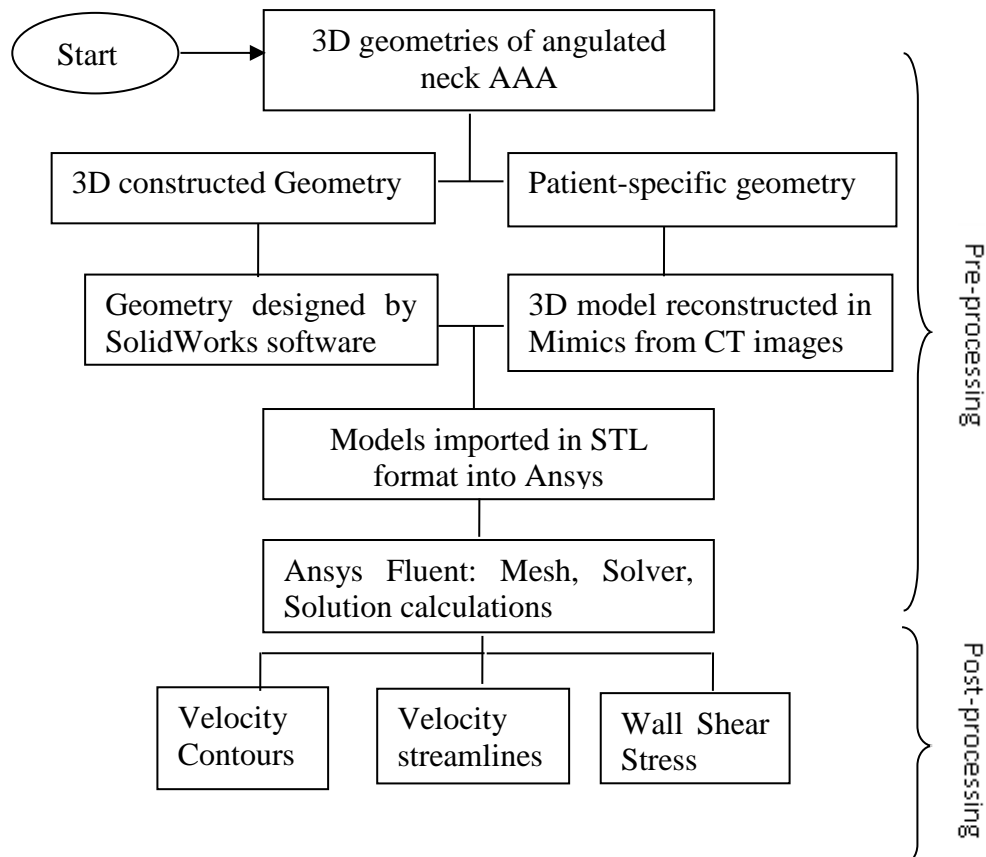 Start
3D geometries of angulated
neck AAA
3D constructed Geometry
Patient-specific geometry
Geometry designed by
SolidWorks software
3D model reconstructed in
Mimics from CT images
Models imported in STL
format into Ansys
Ansys Fluent: Mesh, Solver,
Solution calculations
Velocity
Contours
Velocity
streamlines
Wall Shear
Stress
Pre-processing
Post-processing